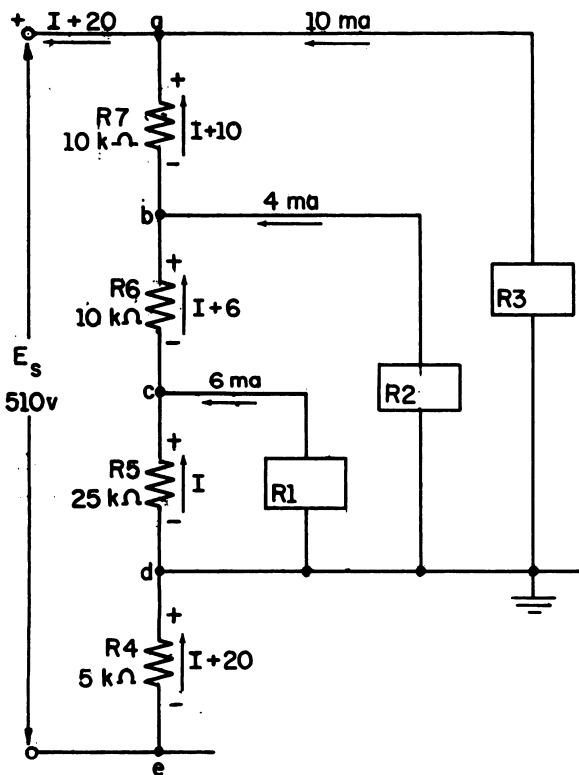 + I + 20 a 10 ma
+
R7
10 kΩ I+10
−
b 4 ma
+
R6
10 kΩ I + 6
−
R3
E_s
510v
c 6 ma
R2
+
R5
25 kΩ I
−
R1
d
+
R4
5 kΩ I+20
−
e